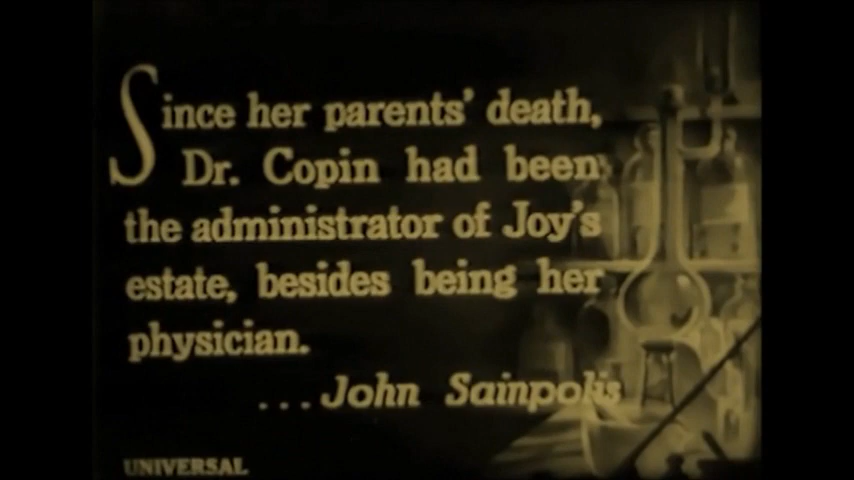 Since her parents' death,
Dr. Copin had been
the administrator of Joy's
estate, besides being her
physician.
...John Sainpolis
UNIVERSAL